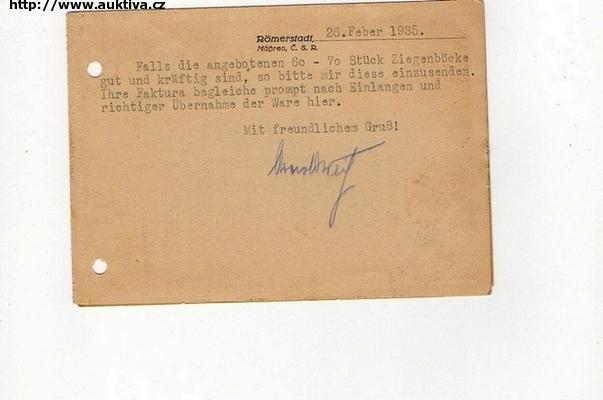 http://www.auktiva.cz
Römerstadt, 26.Feber 1935.
Mähren, Č. S. R.
Falls die angebotenen 60 - 70 Stück Ziegenböcke
gut und kräftig sind, so bitte mir diese einzusenden.
Ihre Faktura begleiche prompt nach Einlangen und
richtiger Übernahme der Ware hier.
Mit freundlichem Gruß!